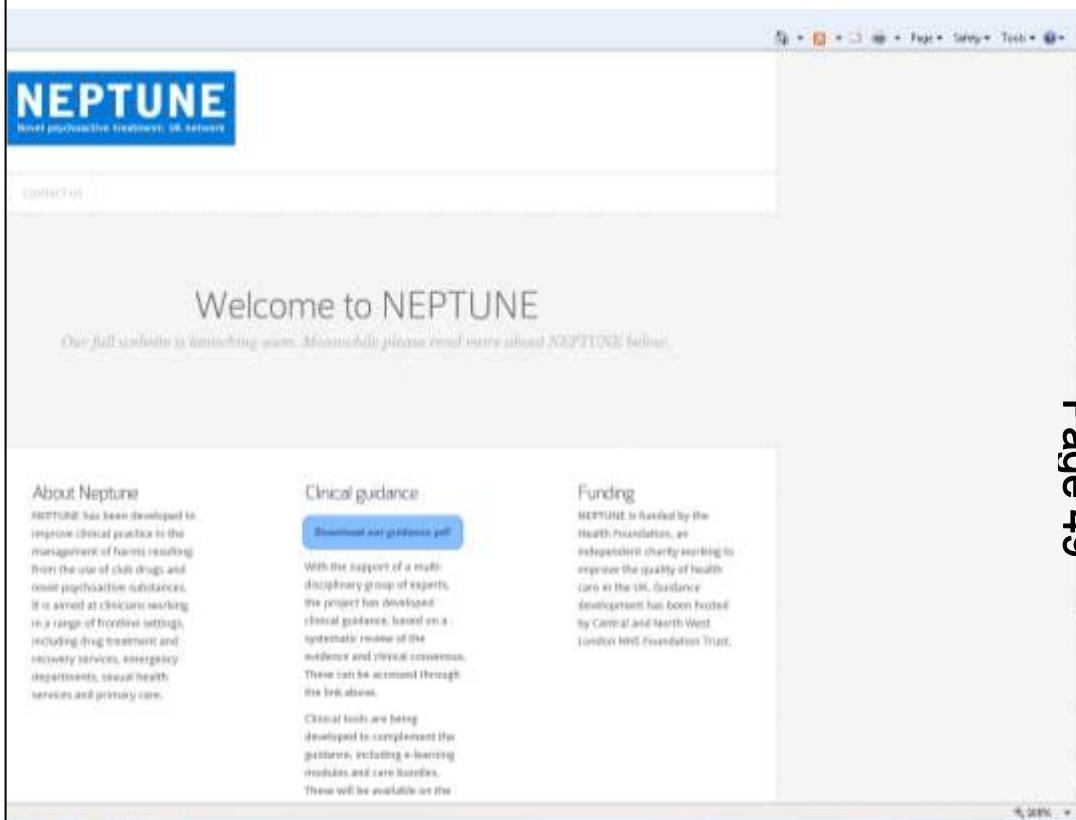 Page Safety Tools
NEPTUNE
Novel psychoactive treatment: UK network
CONTACT US
Welcome to NEPTUNE
Our full website is launching soon. Meanwhile please read more about NEPTUNE below.
About Neptune
NEPTUNE has been developed to
improve clinical practice in the
management of harms resulting
from the use of club drugs and
novel psychoactive substances.
It is aimed at clinicians working
in a range of frontline settings,
including drug treatment and
recovery services, emergency
departments, sexual health
services and primary care.
Clinical guidance
Download our guidance pdf
With the support of a multi-
disciplinary group of experts,
the project has developed
clinical guidance, based on a
systematic review of the
evidence and clinical consensus.
These can be accessed through
the link above.
Clinical tools are being
developed to complement the
guidance, including e-learning
modules and care bundles.
These will be available on the
Funding
NEPTUNE is funded by the
Health Foundation, an
independent charity working to
improve the quality of health
care in the UK. Guidance
development has been hosted
by Central and North West
London NHS Foundation Trust.
Page 49